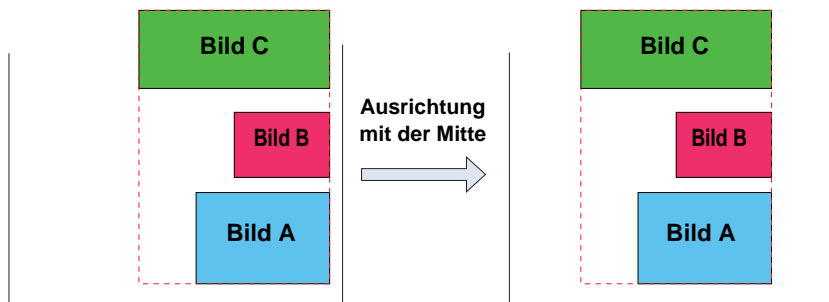 Bild C
Bild B
Bild A
Ausrichtung
mit der Mitte
Bild C
Bild B
Bild A